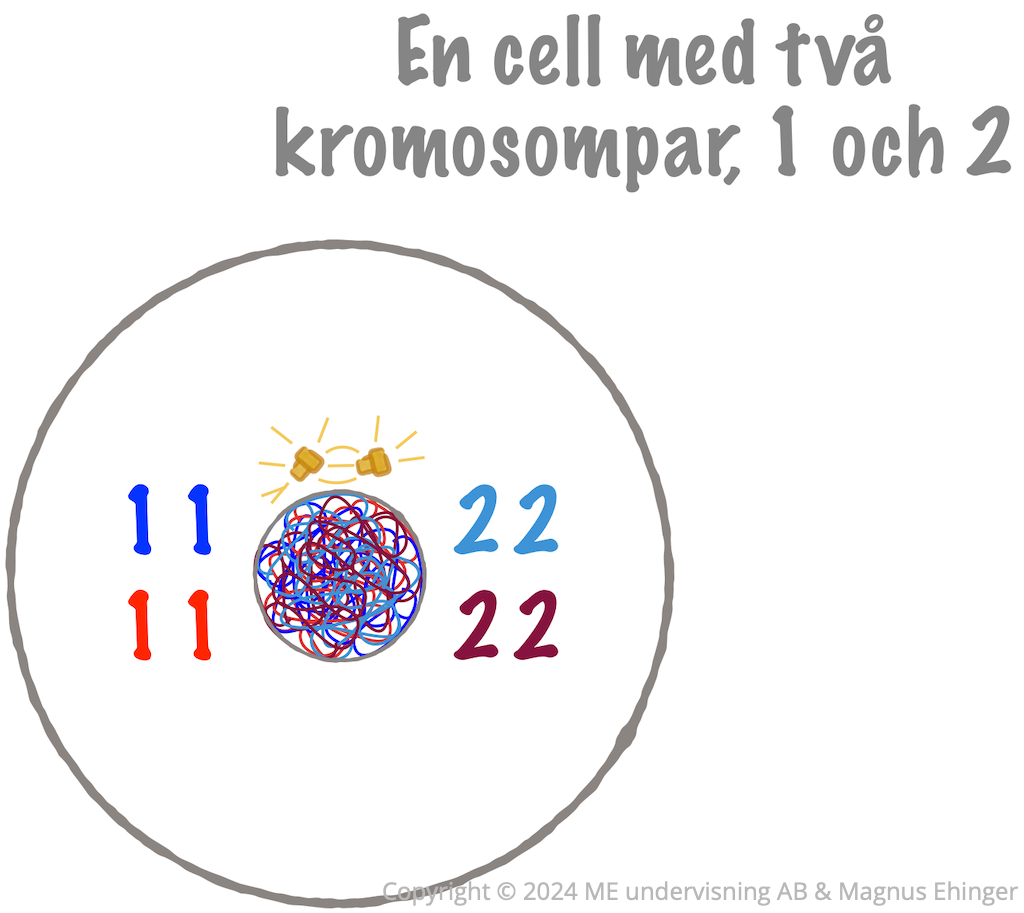 En cell med två
kromosompar, 1 och 2
1 1 2 2
1 1 2 2
Copyright © 2024 ME undervisning AB & Magnus Ehinger